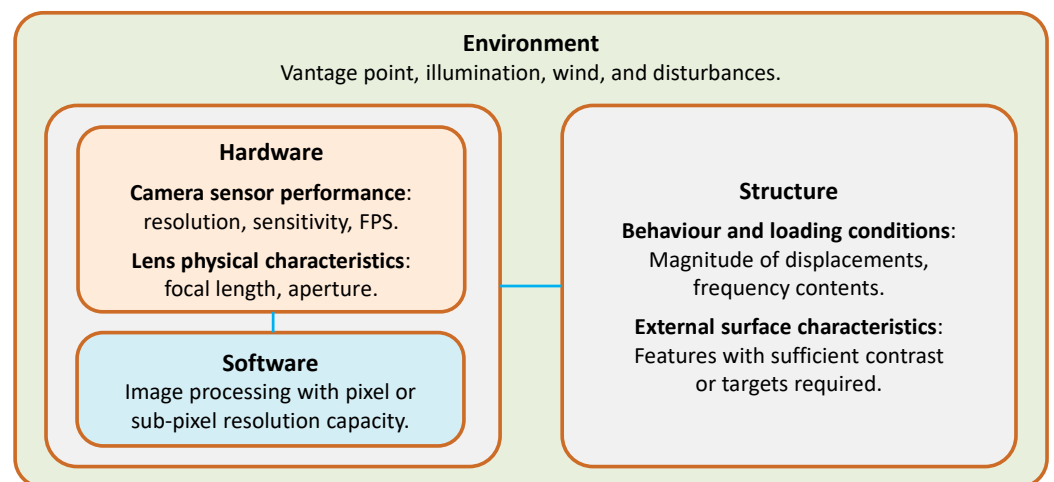 Environment
Vantage point, illumination, wind, and disturbances.
Hardware
Camera sensor performance:
resolution, sensitivity, FPS.
Lens physical characteristics:
focal length, aperture.
Software
Image processing with pixel or
sub-pixel resolution capacity.
Structure
Behaviour and loading conditions:
Magnitude of displacements,
frequency contents.
External surface characteristics:
Features with sufficient contrast
or targets required.